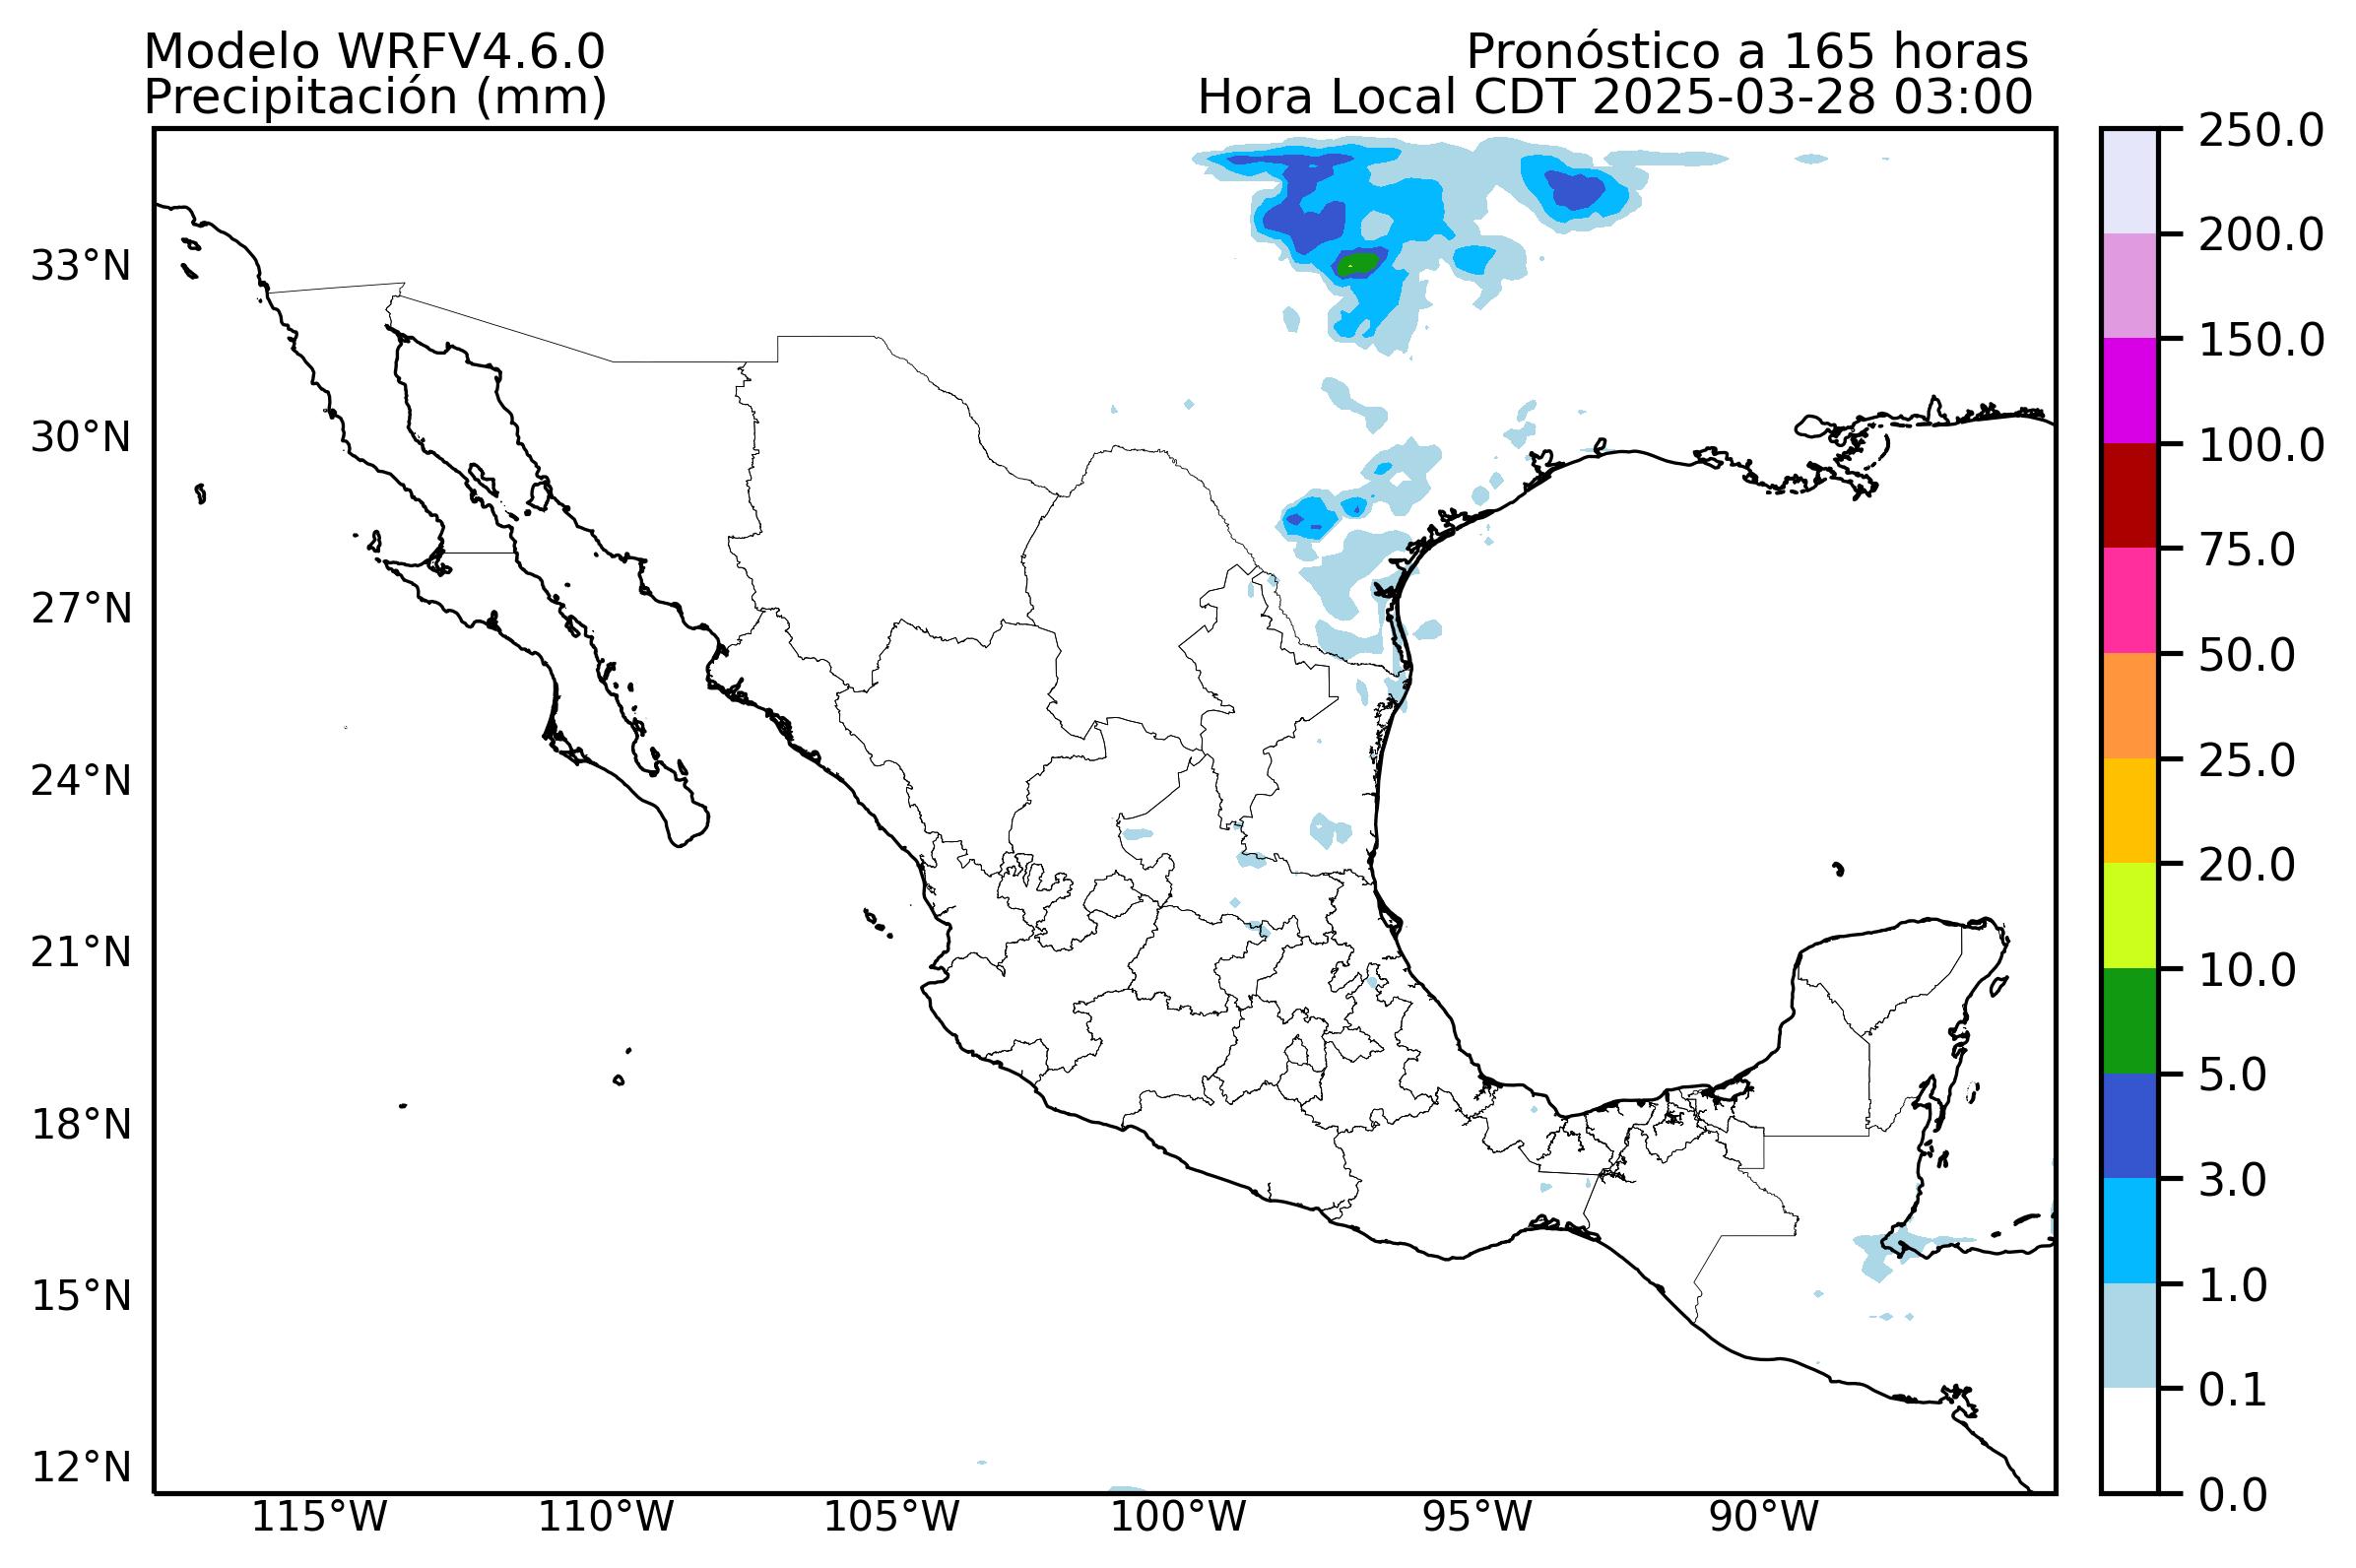 Modelo WRFV4.6.0
Pronóstico a 165 horas
Precipitación (mm)
Hora Local CDT 2025-03-28 03:00
33°N
30°N
27°N
24°N
21°N
18°N
15°N
12°N
115°W
110°W
105°W
100°W
95°W
90°W
250.0
200.0
150.0
100.0
75.0
50.0
25.0
20.0
10.0
5.0
3.0
1.0
0.1
0.0